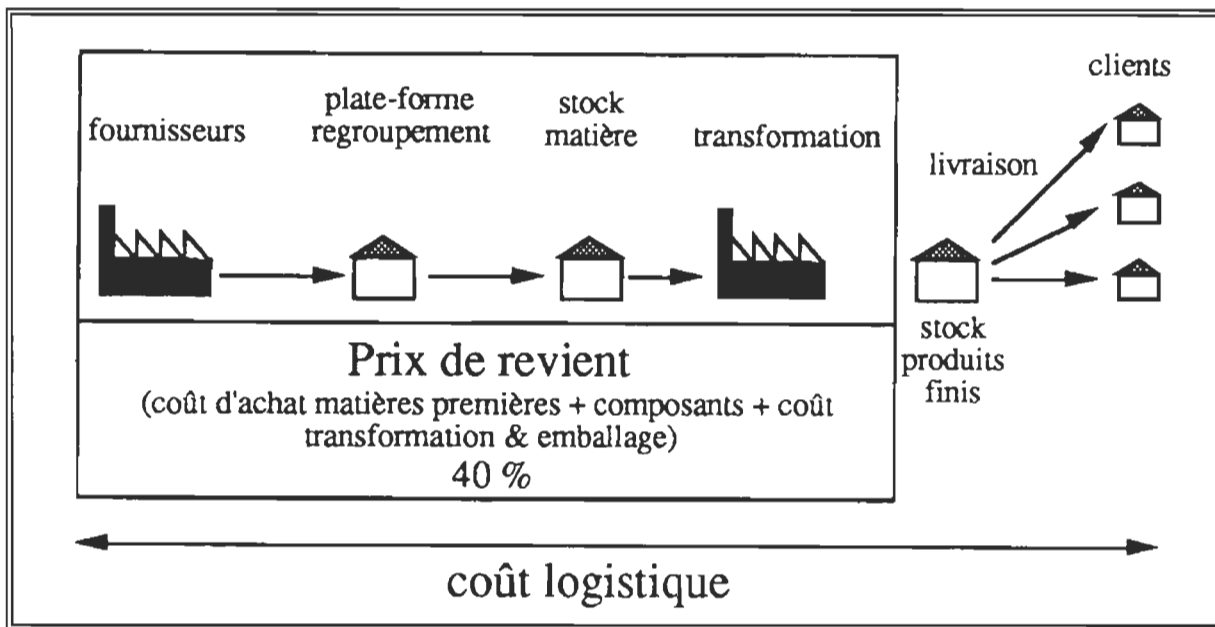 clients
plate-forme
regroupement
stock
matière
fournisseurs
transformation
livraison
stock
produits
finis
Prix de revient
(coût d'achat matières premières + composants + coût
transformation & emballage)
40 %
coût logistique